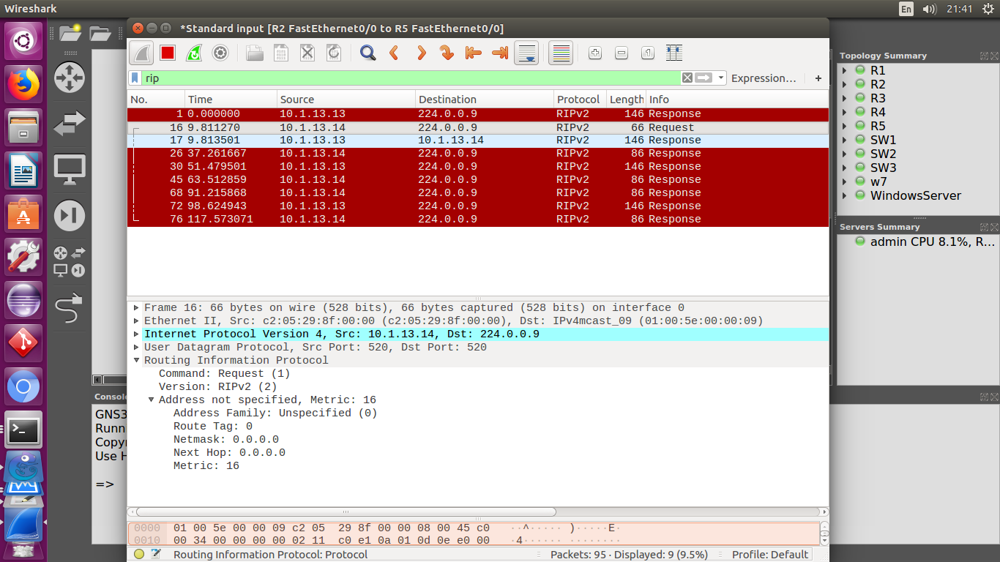 Wireshark
En
21:41
*Standard input [R2 FastEthernet0/0 to R5 FastEthernet0/0]
rip
Expression…
+
No. Time Source Destination Protocol Length Info
1 0.000000 10.1.13.13 224.0.0.9 RIPv2 146 Response
16 9.811270 10.1.13.14 224.0.0.9 RIPv2 66 Request
17 9.813501 10.1.13.13 10.1.13.14 RIPv2 146 Response
26 37.261667 10.1.13.14 224.0.0.9 RIPv2 86 Response
30 51.479501 10.1.13.13 224.0.0.9 RIPv2 146 Response
45 63.512859 10.1.13.14 224.0.0.9 RIPv2 86 Response
68 91.215868 10.1.13.14 224.0.0.9 RIPv2 86 Response
72 98.624943 10.1.13.13 224.0.0.9 RIPv2 146 Response
76 117.573071 10.1.13.14 224.0.0.9 RIPv2 86 Response
Frame 16: 66 bytes on wire (528 bits), 66 bytes captured (528 bits) on interface 0
Ethernet II, Src: c2:05:29:8f:00:00 (c2:05:29:8f:00:00), Dst: IPv4mcast_09 (01:00:5e:00:00:09)
Internet Protocol Version 4, Src: 10.1.13.14, Dst: 224.0.0.9
User Datagram Protocol, Src Port: 520, Dst Port: 520
Routing Information Protocol
Command: Request (1)
Version: RIPv2 (2)
Address not specified, Metric: 16
Address Family: Unspecified (0)
Route Tag: 0
Netmask: 0.0.0.0
Next Hop: 0.0.0.0
Metric: 16
0000 01 00 5e 00 00 09 c2 05 29 8f 00 00 08 00 45 c0 ··^····· )·····E·
0010 00 34 00 00 00 00 02 11 c0 e1 0a 01 0d 0e e0 00 ·4······ ········
Routing Information Protocol: Protocol
Packets: 95 · Displayed: 9 (9.5%)
Profile: Default
Topology Summary
R1
R2
R3
R4
R5
SW1
SW2
SW3
w7
WindowsServer
Servers Summary
admin CPU 8.1%, R…
Consol
GNS3
Runn
Copy
Use H
=>